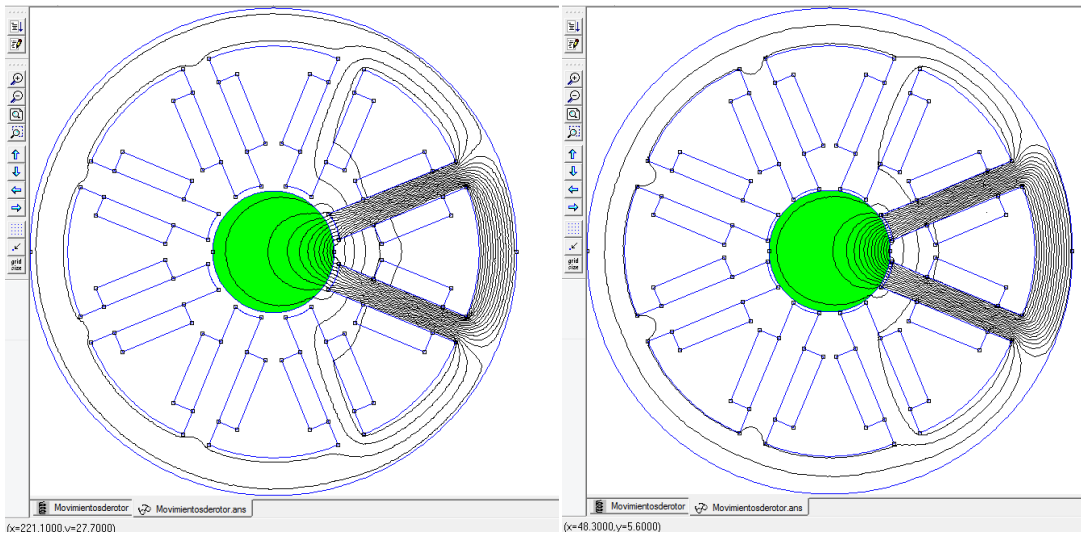 grid
size
Movimientosderotor
Movimientosderotor.ans
(x=221.1000,y=27.7000)
grid
size
Movimientosderotor
Movimientosderotor.ans
(x=48.3000,y=5.6000)